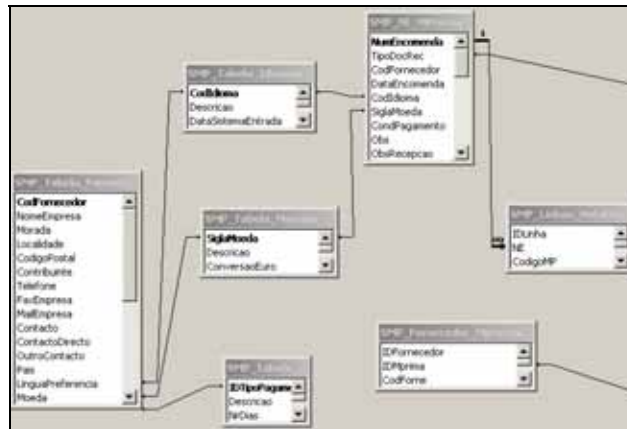 NumEncomenda
TipoDocRec
CodFornecedor
DataEncomenda
CodIdioma
SiglaMoeda
CondPagamento
Obs
ObsRecepcao
CodIdioma
Descricao
DataSistemaEntrada
CodFornecedor
NomeEmpresa
Morada
Localidade
CodigoPostal
Contribuinte
Telefone
FaxEmpresa
MailEmpresa
Contacto
ContactoDirecto
OutroContacto
Pais
LinguaPreferencia
Moeda
SiglaMoeda
Descricao
ConversaoEuro
IDLinha
NE
CodigoMP
IDFornecedor
IDMprima
CodForne
IDTipoPagame
Descricao
NrDias
1